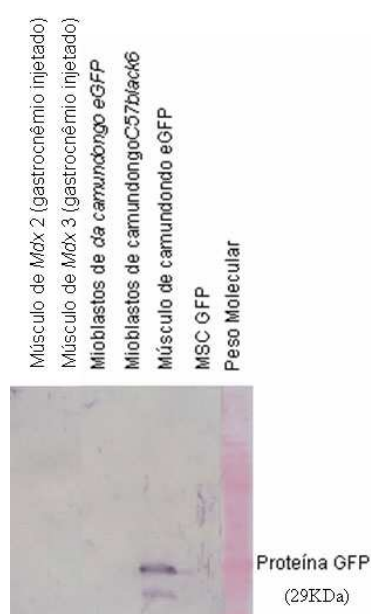 Músculo de Mdx 2 (gastrocnêmio injetado)
Músculo de Mdx 3 (gastrocnêmio injetado)
Mioblastos de da camundongo eGFP
Mioblastos de camundongoC57black6
Músculo de camundondo eGFP
MSC GFP
Peso Molecular
Proteína GFP
(29KDa)